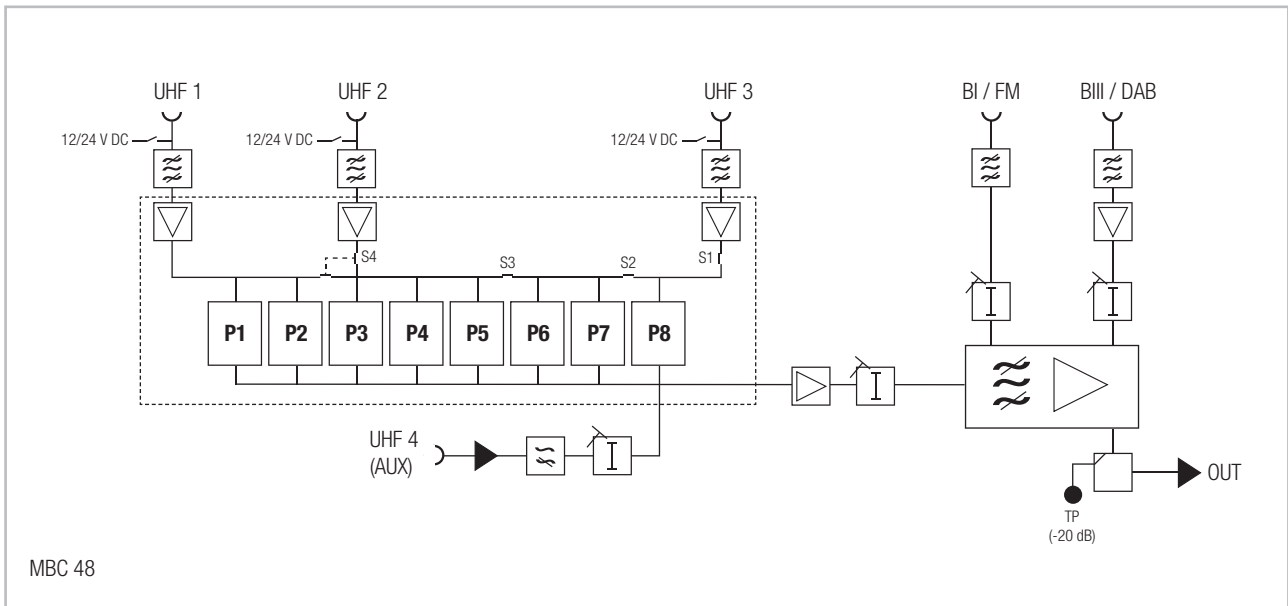 UHF 1
UHF 2
UHF 3
BI / FM
BIII / DAB
12/24 V DC
12/24 V DC
12/24 V DC
S4
S3
S2
S1
P1
P2
P3
P4
P5
P6
P7
P8
UHF 4
(AUX)
OUT
TP
(-20 dB)
MBC 48